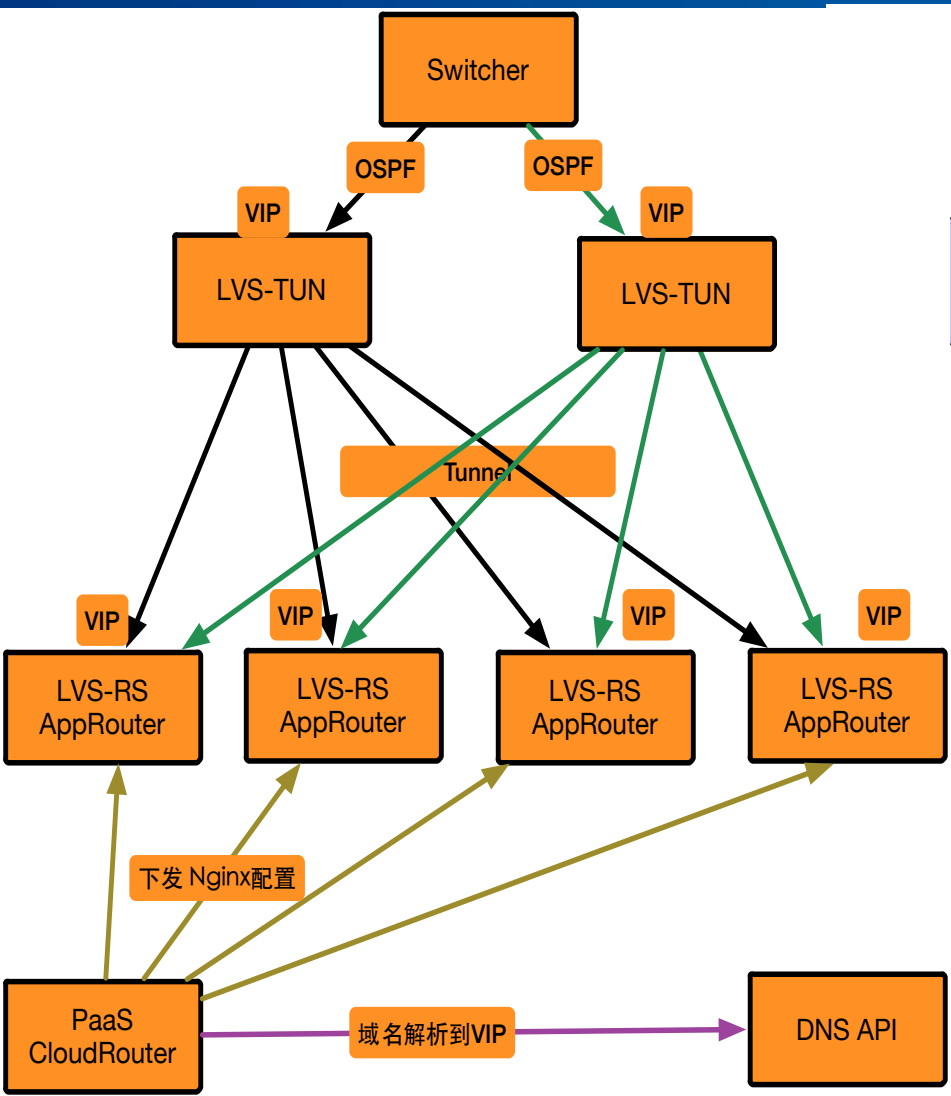 Switcher
OSPF
OSPF
VIP
VIP
LVS-TUN
LVS-TUN
Tunnel
VIP
VIP
VIP
VIP
LVS-RS
AppRouter
LVS-RS
AppRouter
LVS-RS
AppRouter
LVS-RS
AppRouter
下发 Nginx配置
PaaS
CloudRouter
域名解析到VIP
DNS API